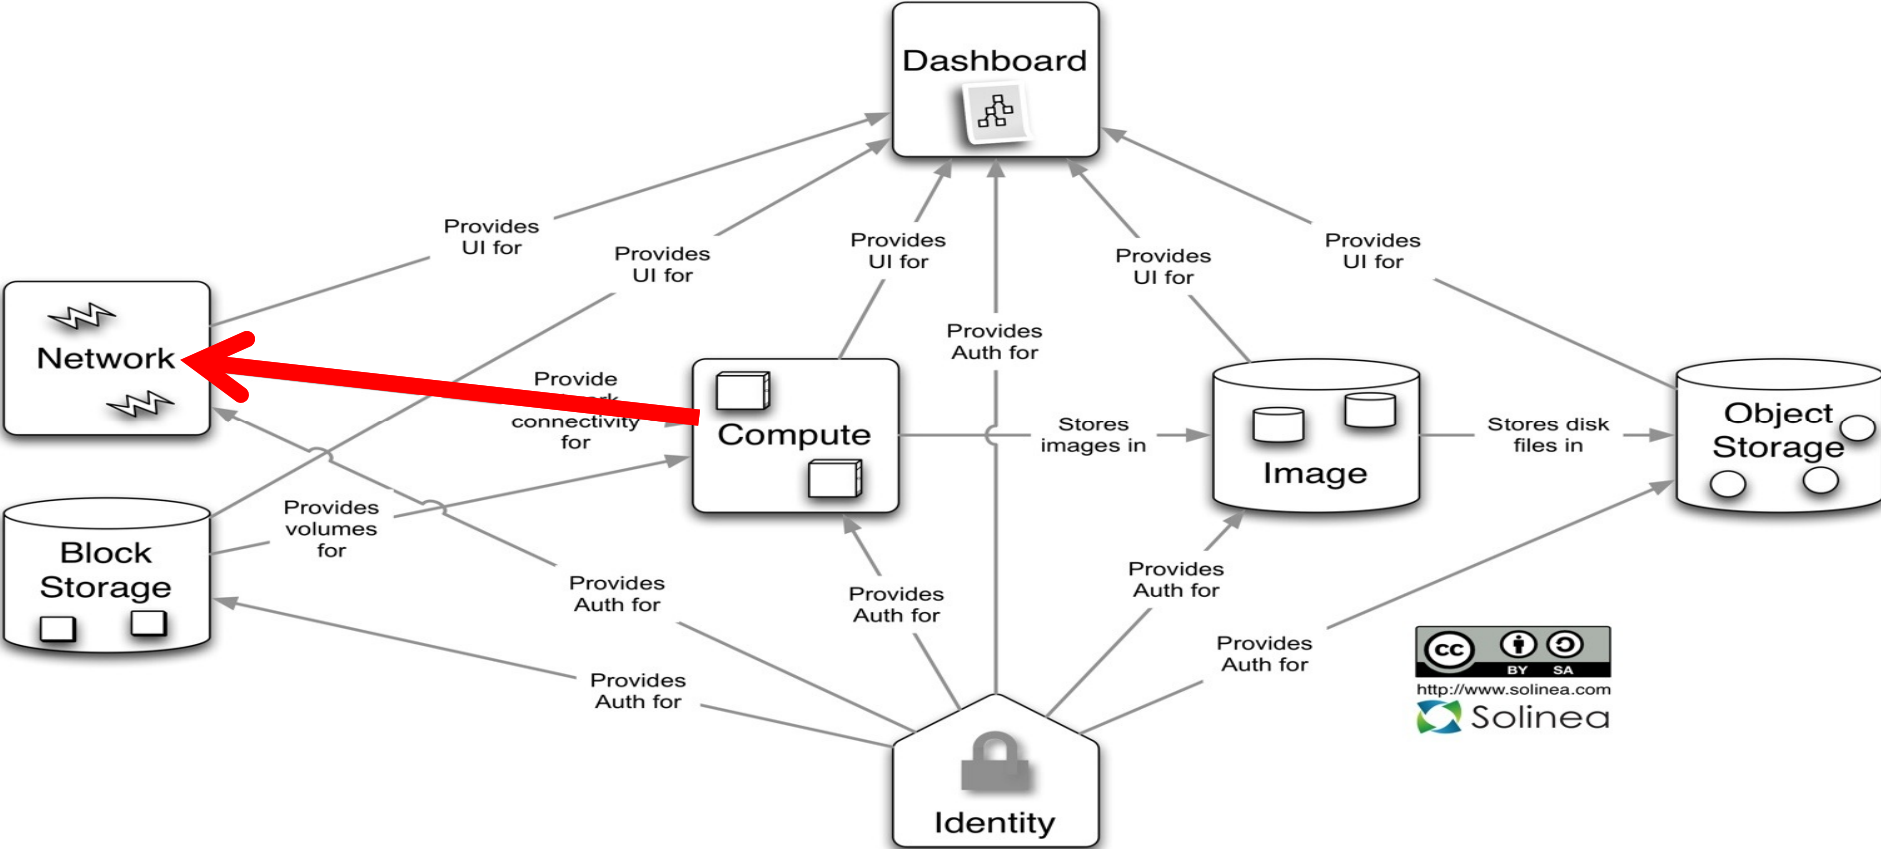 Dashboard
Provides
UI for
Provides
UI for
Provides
UI for
Provides
UI for
Provides
UI for
Network
Provides
Auth for
Provide
connectivity
for
Compute
Stores
images in
Image
Stores disk
files in
Object
Storage
Provides
volumes
for
Block
Storage
Provides
Auth for
Provides
Auth for
Provides
Auth for
Provides
Auth for
Provides
Auth for
Identity
cc
BY SA
http://www.solinea.com
Solinea